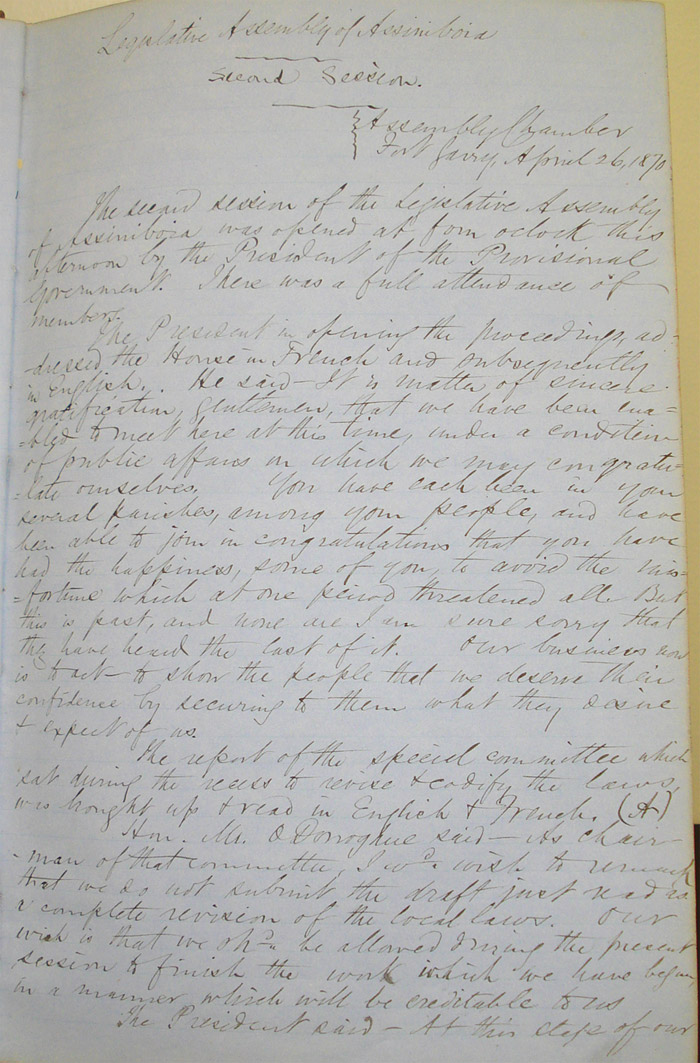 Legislative Assembly of Assiniboia
Second Session.
Assembly Chamber
Fort Garry, April 26, 1870
The second session of the Legislative Assembly
of Assiniboia was opened at four oclock this
afternoon by the President of the Provisional
Government. There was a full attendance of
members.
The President in opening the proceedings, ad-
-dressed the House in French and subsequently
in English. He said – It is matter of sincere
gratification, gentlemen, that we have been ena-
-bled to meet here at this time, under a condition
of public affairs on which we may congratu-
-late ourselves. You have each been in your
several parishes, among your people, and have
been able to join in congratulations that you have
had the happiness, some of you, to avoid the mis-
-fortune which at one period threatened all. But
this is past, and none are I am sure sorry that
they have heard the last of it. Our business now
is to act – to show the people that we deserve their
confidence by securing to them what they desire
& expect of us.
The report of the special committee which
sat during the recess to revise & codify the laws,
was brought up & read in English & French. (A)
Hon. Mr. O'Donoghue said – As chair-
-man of that committee, I wd. wish to remark
that we do not submit the draft just read as
a complete revision of the local laws. Our
wish is that we shd. be allowed during the present
session to finish the work which we have begun,
in a manner which will be creditable to us
The President said – At this stage of our